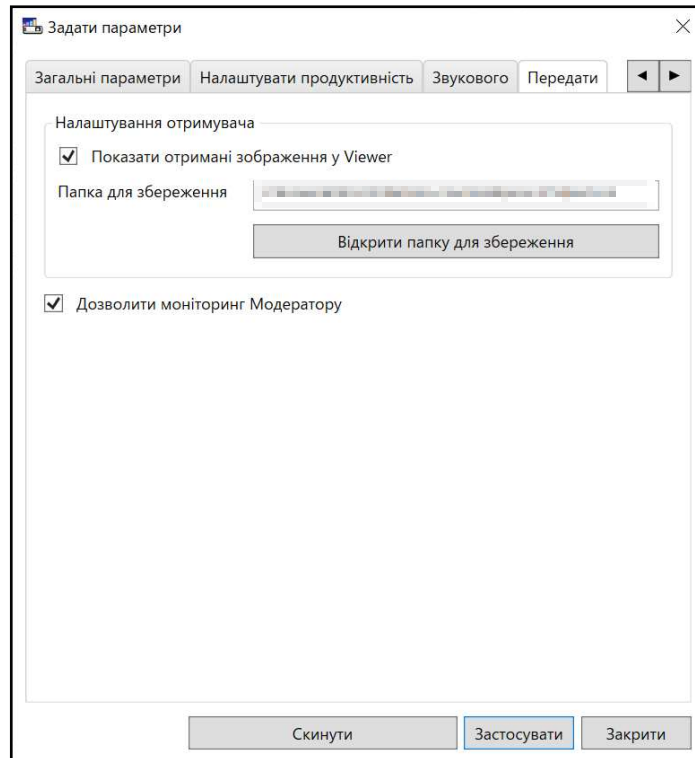 Задати параметри
Загальні параметри Налаштувати продуктивність Звукового Передати
Налаштування отримувача
Показати отримані зображення у Viewer
Папка для збереження
Відкрити папку для збереження
Дозволити моніторинг Модератору
Скинути Застосувати Закрити